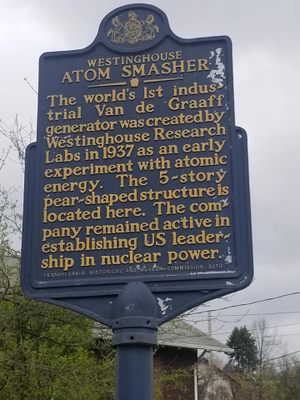 WESTINGHOUSE
ATOM SMASHER
The world's 1st indus-
trial Van de Graaff
generator was created by
Westinghouse Research
Labs in 1937 as an early
experiment with atomic
energy. The 5-story
pear-shaped structure is
located here. The com-
pany remained active in
establishing US leader-
ship in nuclear power.
PENNSYLVANIA HISTORICAL AND MUSEUM COMMISSION 2010